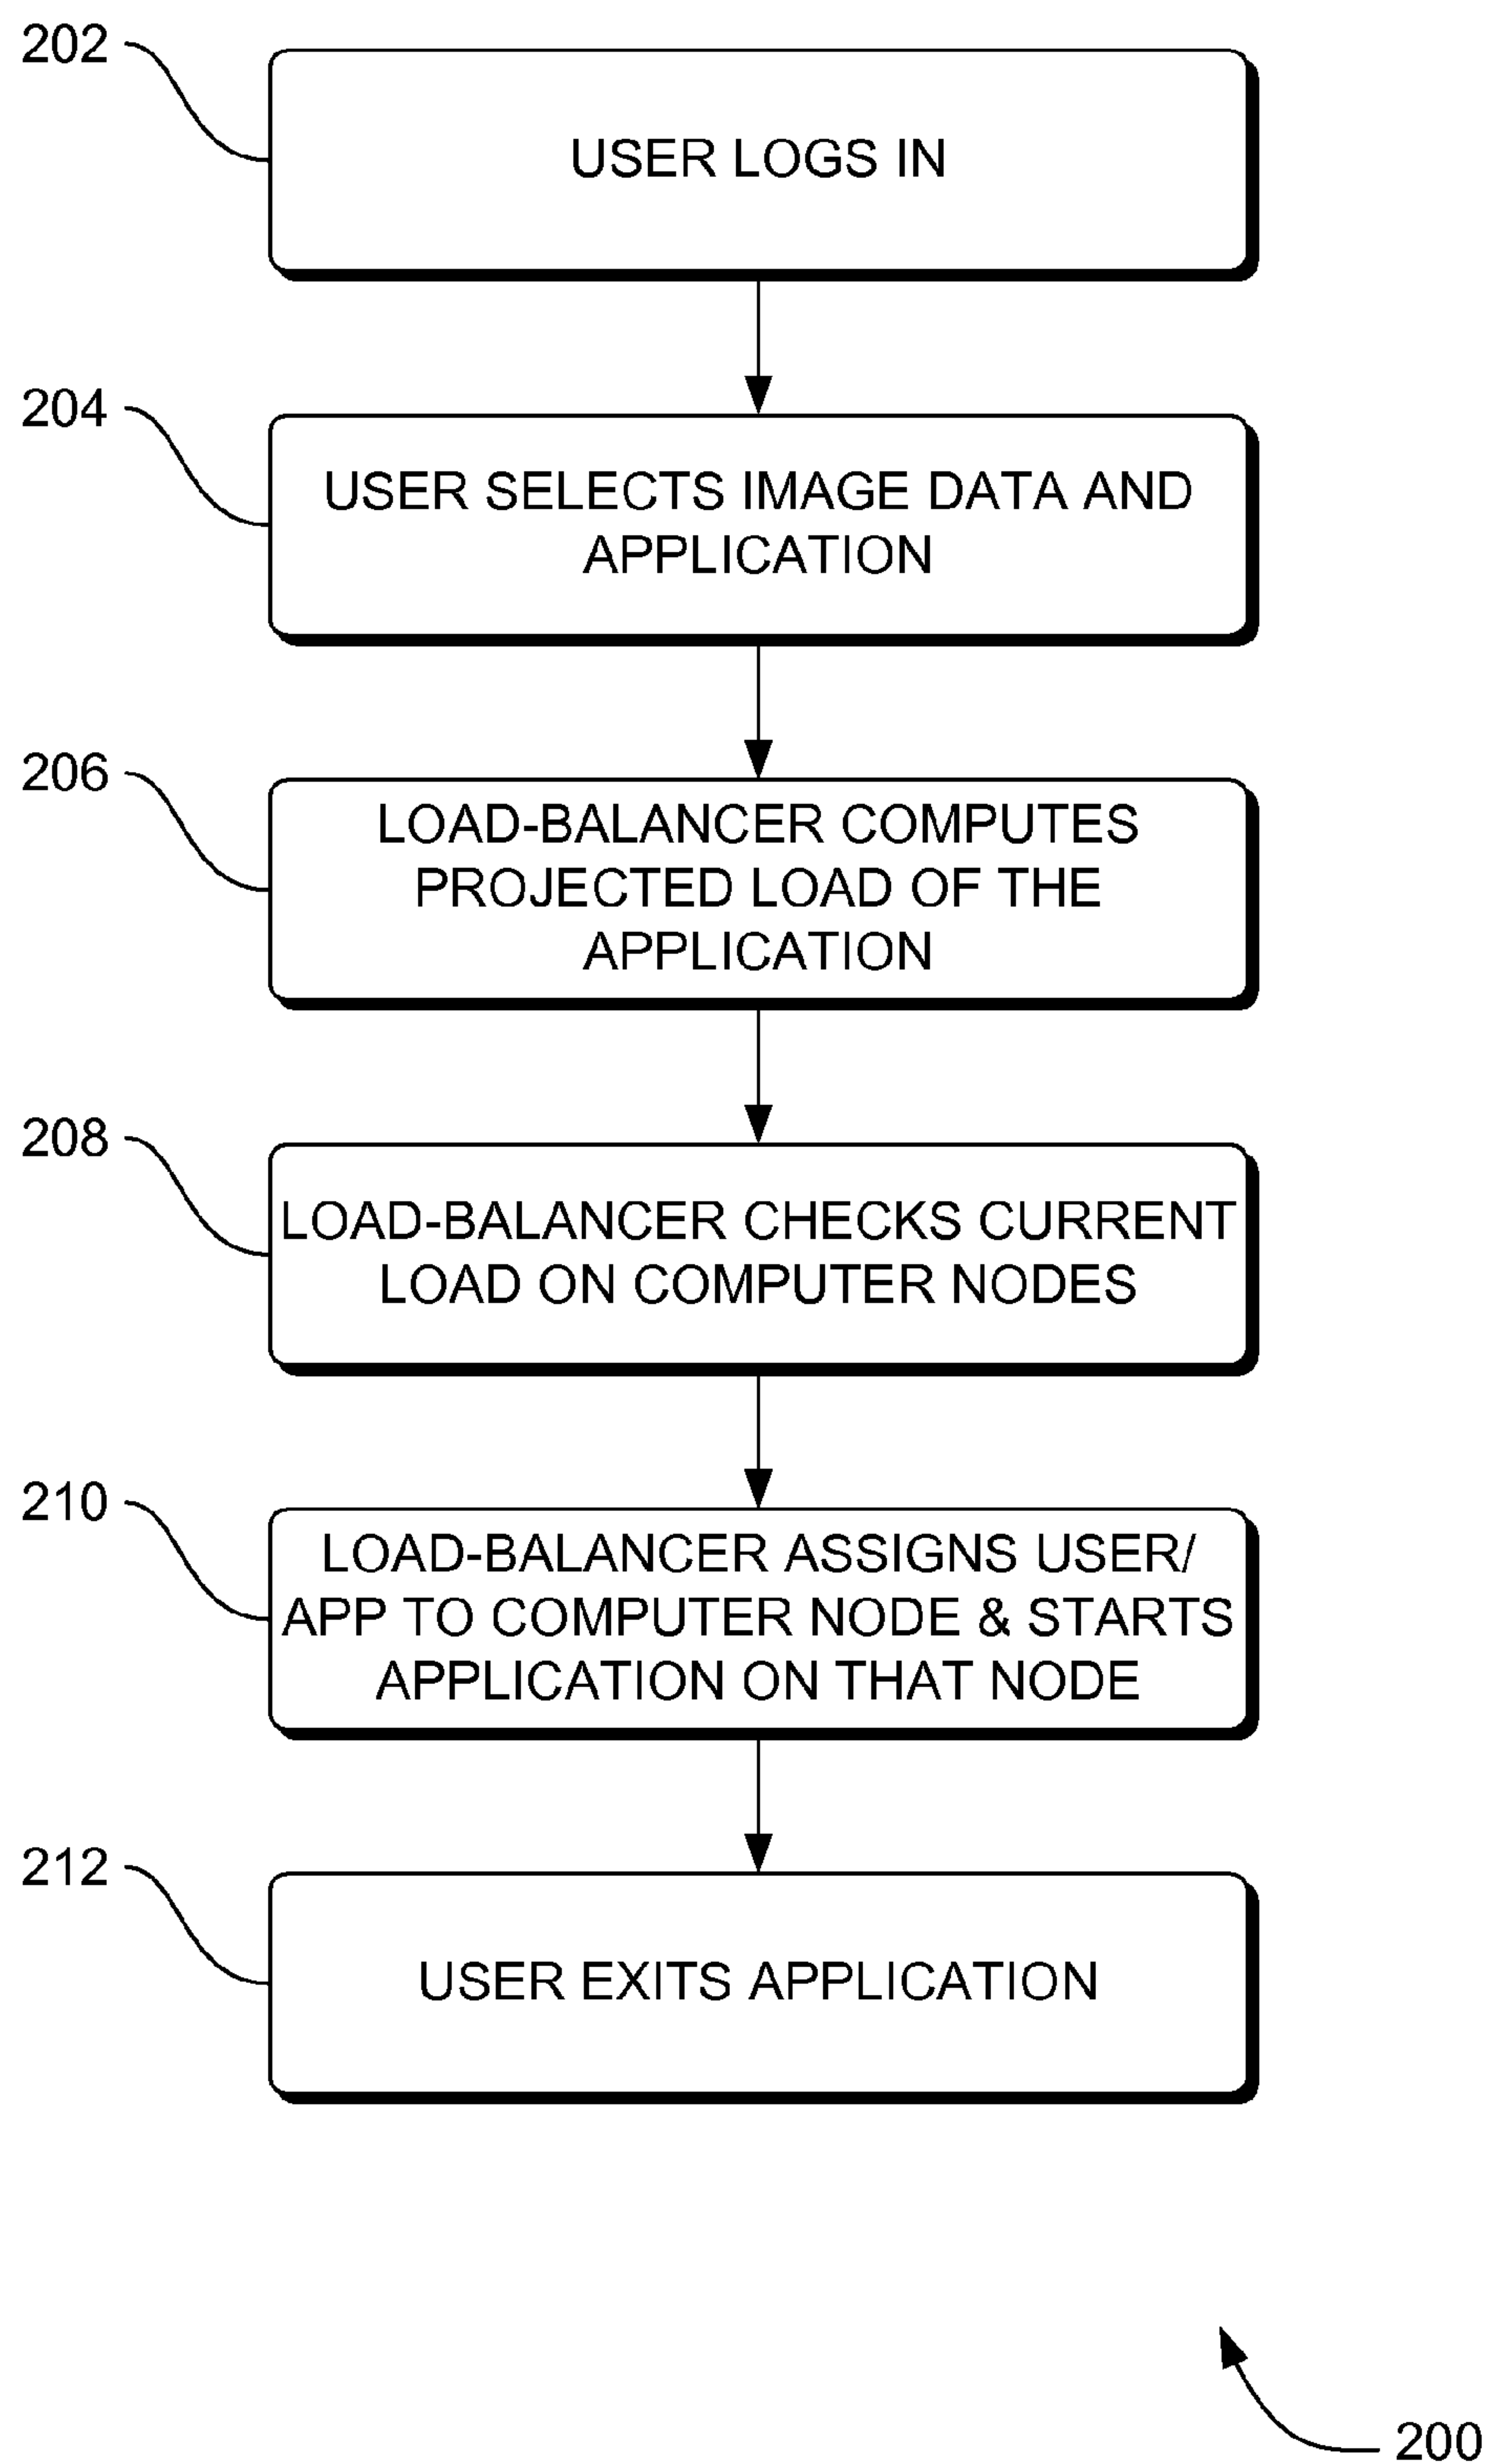 202
USER LOGS IN
204
USER SELECTS IMAGE DATA AND
APPLICATION
206
LOAD-BALANCER COMPUTES
PROJECTED LOAD OF THE
APPLICATION
208
LOAD-BALANCER CHECKS CURRENT
LOAD ON COMPUTER NODES
210
LOAD-BALANCER ASSIGNS USER/
APP TO COMPUTER NODE & STARTS
APPLICATION ON THAT NODE
212
USER EXITS APPLICATION
200